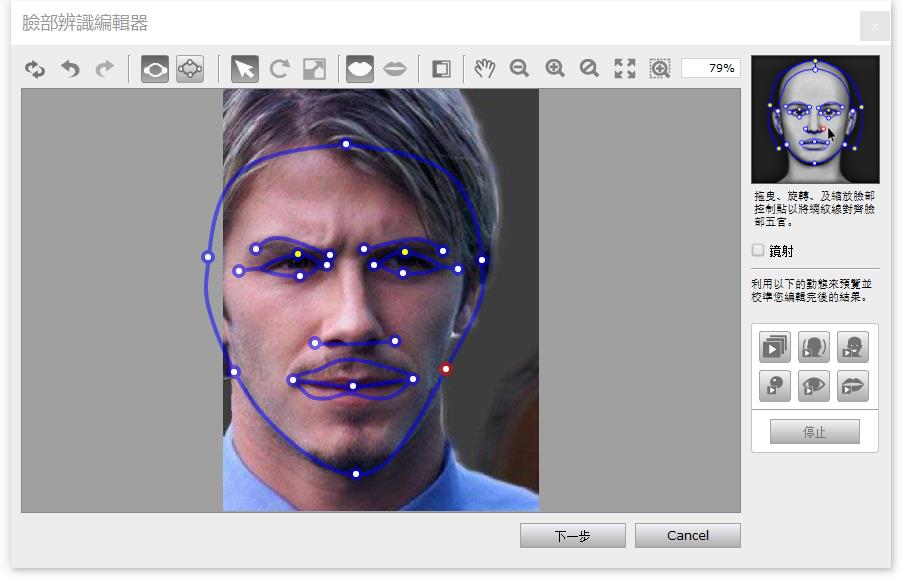 臉部辨識編輯器
79%
拖曳、旋轉、及縮放臉部
控制點以將網紋線對齊臉
部五官。
鏡射
利用以下的動態來預覽並
校準您編輯完後的結果。
停止
下一步
Cancel